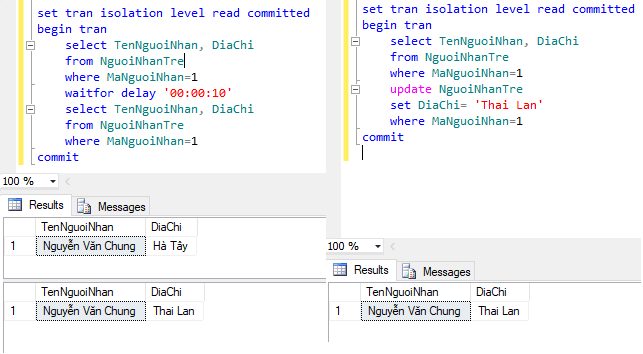 set tran isolation level read committed
begin tran
select TenNguoiNhan, DiaChi
from NguoiNhanTre
where MaNguoiNhan=1
waitfor delay '00:00:10'
select TenNguoiNhan, DiaChi
from NguoiNhanTre
where MaNguoiNhan=1
commit
100 %
Results Messages
TenNguoiNhan DiaChi
1 Nguyễn Văn Chung Hà Tây
TenNguoiNhan DiaChi
1 Nguyễn Văn Chung Thai Lan
set tran isolation level read committed
begin tran
select TenNguoiNhan, DiaChi
from NguoiNhanTre
where MaNguoiNhan=1
update NguoiNhanTre
set DiaChi= 'Thai Lan'
where MaNguoiNhan=1
commit
100 %
Results Messages
TenNguoiNhan DiaChi
1 Nguyễn Văn Chung Thai Lan